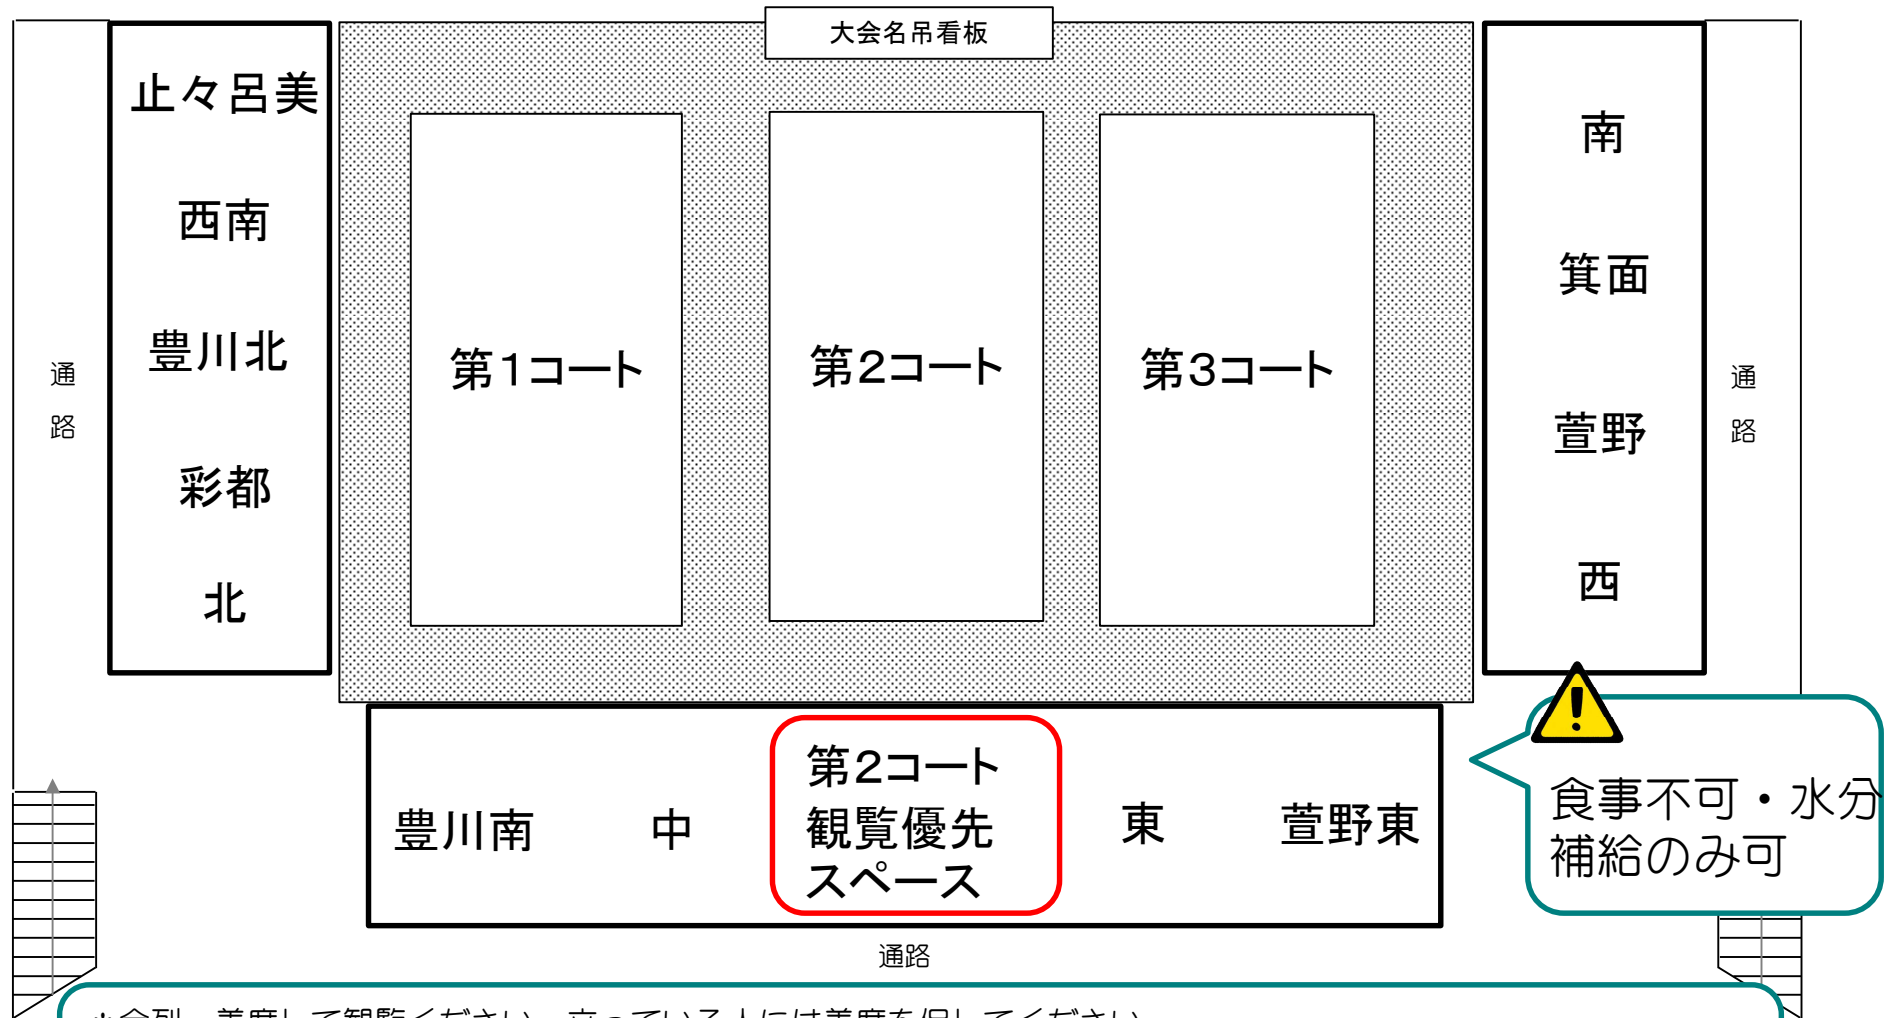 大会名吊看板
止々呂美
西南
豊川北
彩都
北
通
路
第1コート
第2コート
第3コート
南
箕面
萱野
西
通
路
豊川南
中
第2コート
観覧優先
スペース
東
萱野東
食事不可・水分
補給のみ可
通路